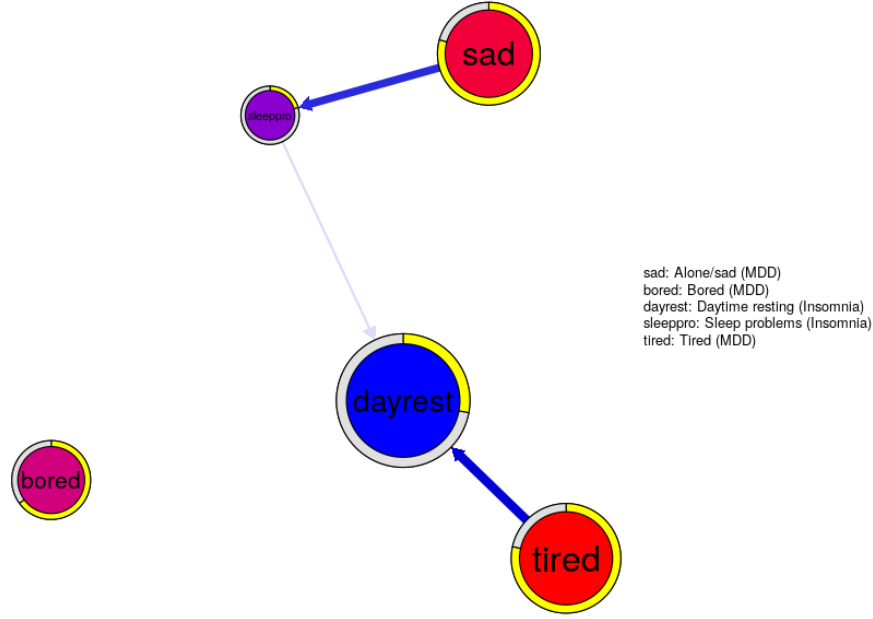 sad
sleeppro
sad: Alone/sad (MDD)
bored: Bored (MDD)
dayrest: Daytime resting (Insomnia)
sleeppro: Sleep problems (Insomnia)
tired: Tired (MDD)
dayrest
bored
tired